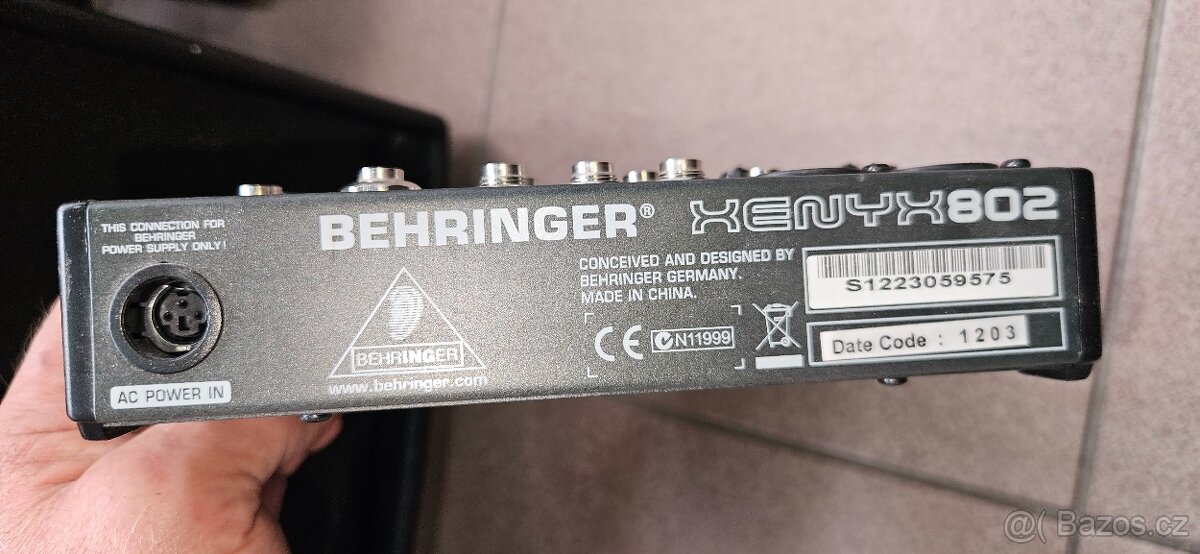 THIS CONNECTION FOR
BEHRINGER
POWER SUPPLY ONLY!
AC POWER IN
BEHRINGER®
BEHRINGER
www.behringer.com
XENYX802
CONCEIVED AND DESIGNED BY
BEHRINGER GERMANY.
MADE IN CHINA.
CE
N11999
S1223059575
Date Code : 1203
@( Bazos.cz